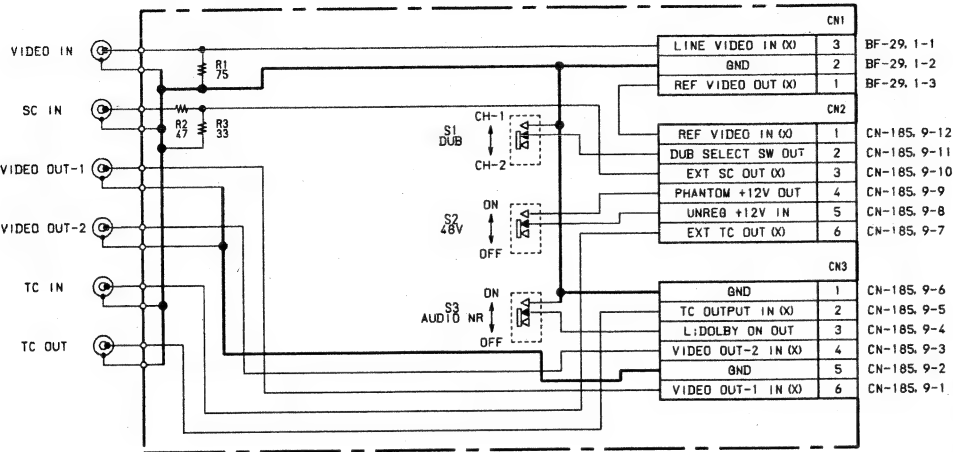 CN1
VIDEO IN
LINE VIDEO IN (X) 3 BF-29. 1-1
R1
75
GND 2 BF-29. 1-2
REF VIDEO OUT (X) 1 BF-29. 1-3
SC IN
CN2
R2
47
R3
33
S1
DUB
CH-1
CH-2
REF VIDEO IN (X) 1 CN-185. 9-12
DUB SELECT SW OUT 2 CN-185. 9-11
EXT SC OUT (X) 3 CN-185. 9-10
VIDEO OUT-1
PHANTOM +12V OUT 4 CN-185. 9-9
S2
48V
ON
OFF
UNREG +12V IN 5 CN-185. 9-8
VIDEO OUT-2
EXT TC OUT (X) 6 CN-185. 9-7
CN3
TC IN
GND 1 CN-185. 9-6
S3
AUDIO NR
ON
OFF
TC OUTPUT IN (X) 2 CN-185. 9-5
L:DOLBY ON OUT 3 CN-185. 9-4
TC OUT
VIDEO OUT-2 IN (X) 4 CN-185. 9-3
GND 5 CN-185. 9-2
VIDEO OUT-1 IN (X) 6 CN-185. 9-1